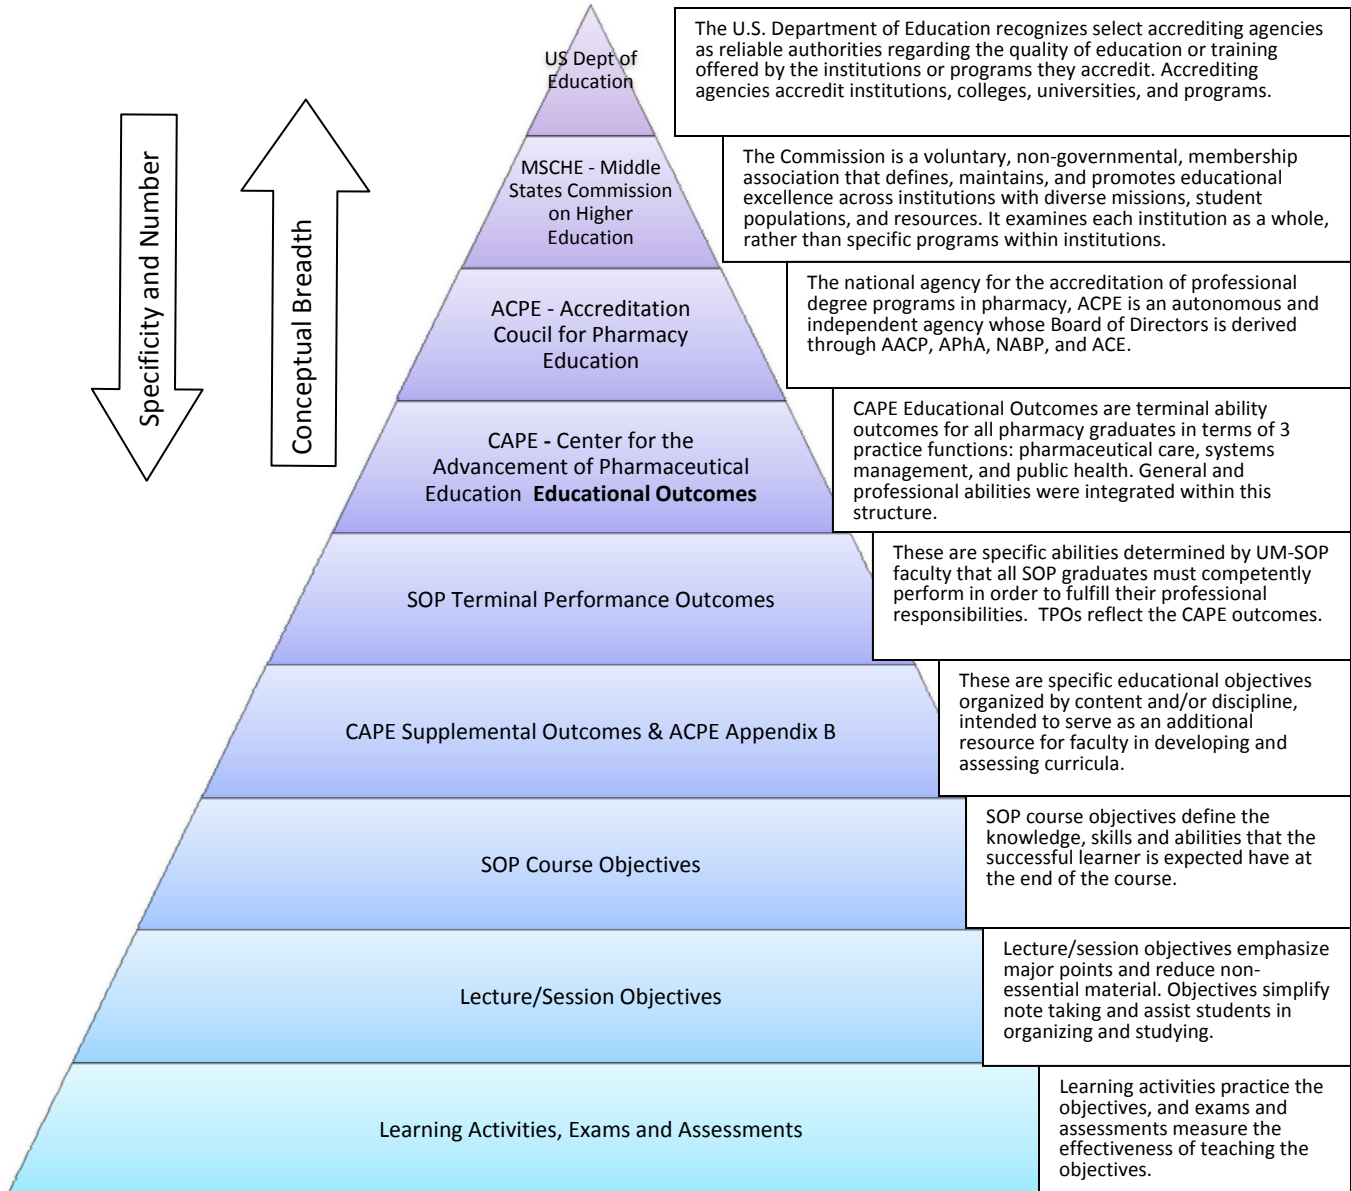 US Dept of
Education
The U.S. Department of Education recognizes select accrediting agencies
as reliable authorities regarding the quality of education or training
offered by the institutions or programs they accredit. Accrediting
agencies accredit institutions, colleges, universities, and programs.
Specificity and Number
Conceptual Breadth
MSCHE - Middle
States Commission
on Higher
Education
The Commission is a voluntary, non-governmental, membership
association that defines, maintains, and promotes educational
excellence across institutions with diverse missions, student
populations, and resources. It examines each institution as a whole,
rather than specific programs within institutions.
ACPE - Accreditation
Coucil for Pharmacy
Education
The national agency for the accreditation of professional
degree programs in pharmacy, ACPE is an autonomous and
independent agency whose Board of Directors is derived
through AACP, APhA, NABP, and ACE.
CAPE - Center for the
Advancement of Pharmaceutical
Education Educational Outcomes
CAPE Educational Outcomes are terminal ability
outcomes for all pharmacy graduates in terms of 3
practice functions: pharmaceutical care, systems
management, and public health. General and
professional abilities were integrated within this
structure.
SOP Terminal Performance Outcomes
These are specific abilities determined by UM-SOP
faculty that all SOP graduates must competently
perform in order to fulfill their professional
responsibilities. TPOs reflect the CAPE outcomes.
CAPE Supplemental Outcomes & ACPE Appendix B
These are specific educational objectives
organized by content and/or discipline,
intended to serve as an additional
resource for faculty in developing and
assessing curricula.
SOP Course Objectives
SOP course objectives define the
knowledge, skills and abilities that the
successful learner is expected have at
the end of the course.
Lecture/Session Objectives
Lecture/session objectives emphasize
major points and reduce non-
essential material. Objectives simplify
note taking and assist students in
organizing and studying.
Learning Activities, Exams and Assessments
Learning activities practice the
objectives, and exams and
assessments measure the
effectiveness of teaching the
objectives.